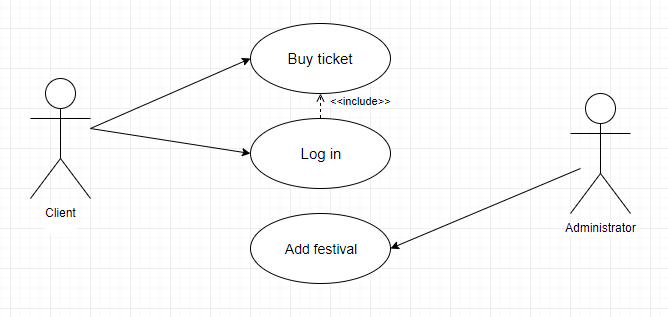 Buy ticket
<<include>>
Log in
Client
Add festival
Administrator